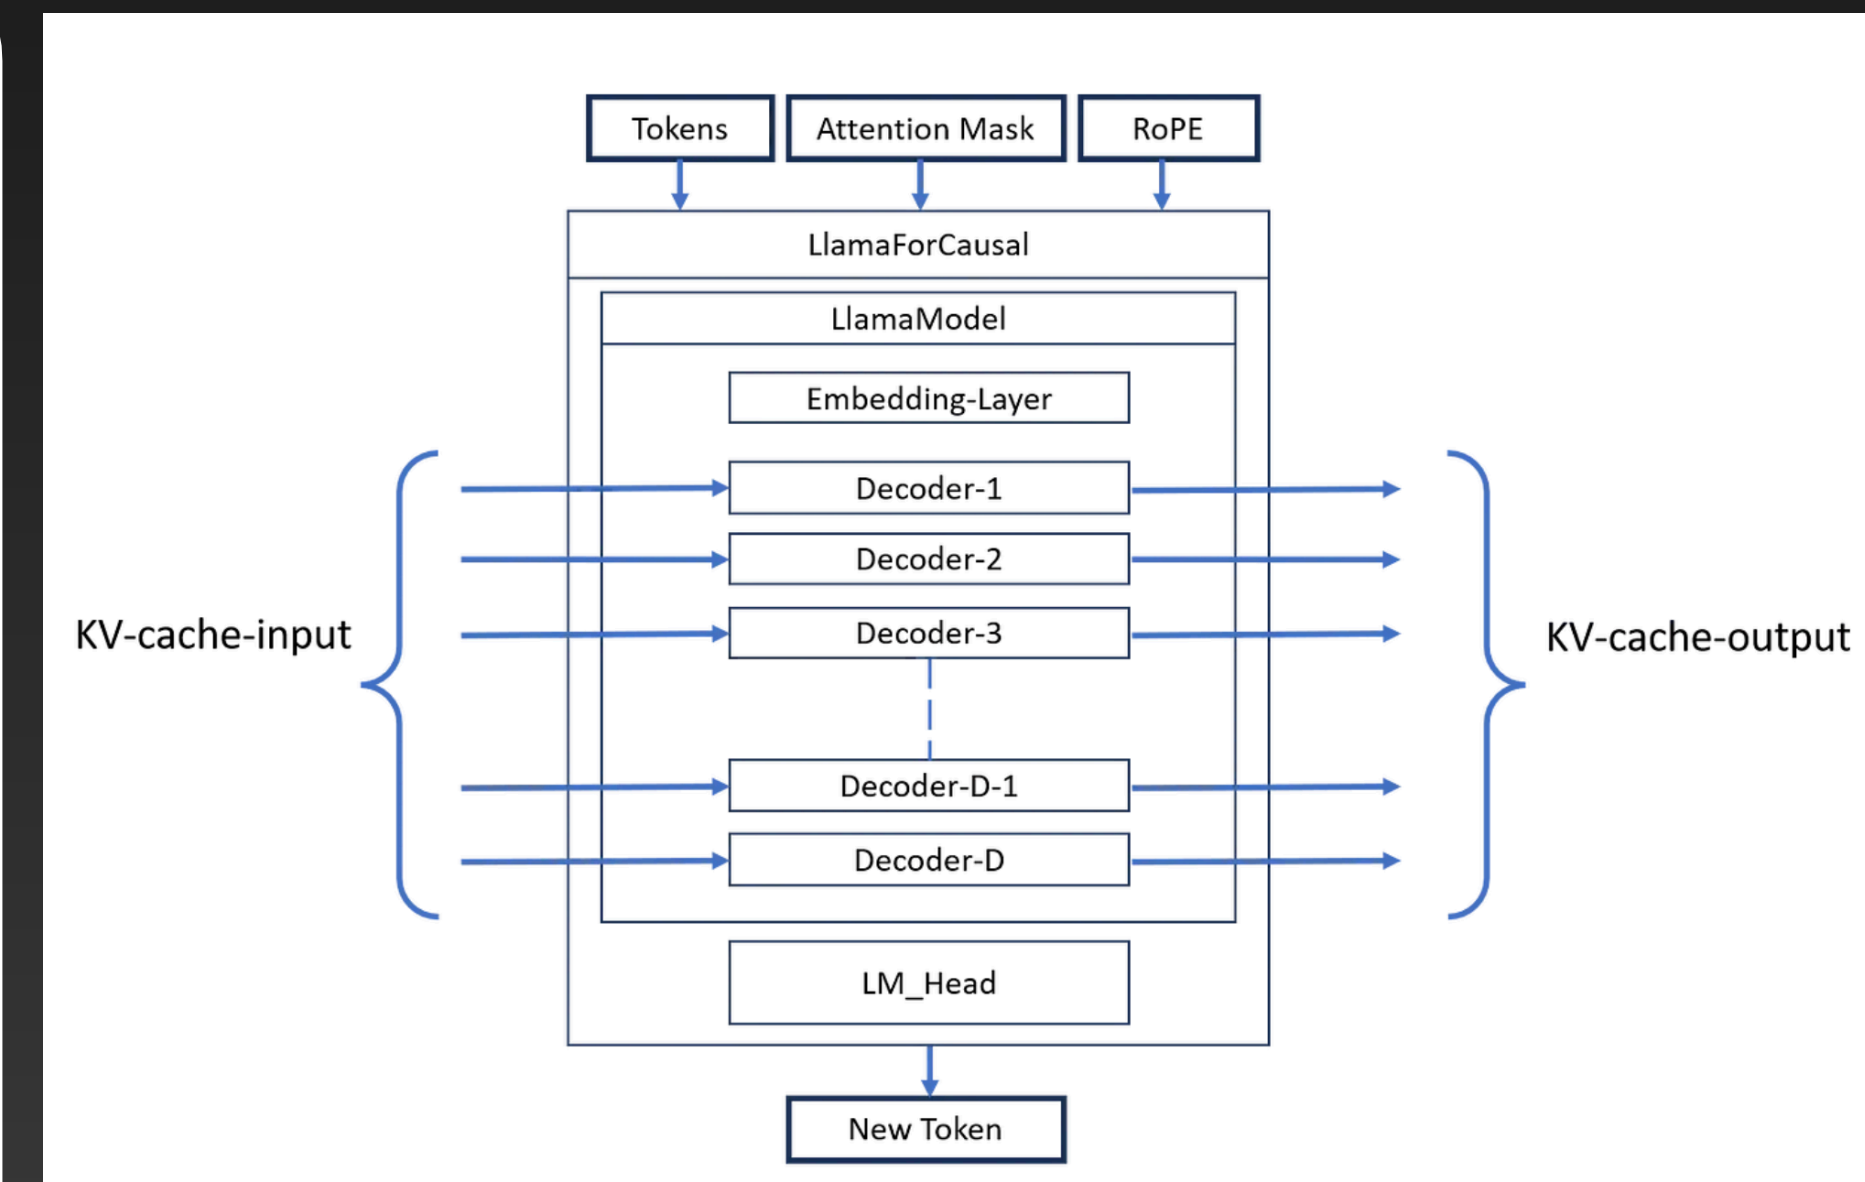 Tokens
Attention Mask
RoPE
LlamaForCausal
LlamaModel
Embedding-Layer
Decoder-1
Decoder-2
Decoder-3
KV-cache-input
KV-cache-output
Decoder-D-1
Decoder-D
LM_Head
New Token